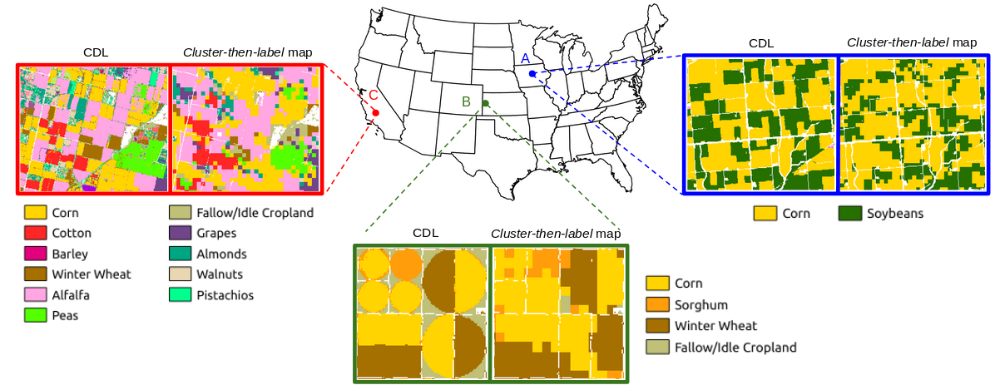 CDL
Cluster-then-label map
A
B
C
CDL
Cluster-then-label map
Corn
Cotton
Barley
Winter Wheat
Alfalfa
Peas
Fallow/Idle Cropland
Grapes
Almonds
Walnuts
Pistachios
Corn
Soybeans
CDL
Cluster-then-label map
Corn
Sorghum
Winter Wheat
Fallow/Idle Cropland